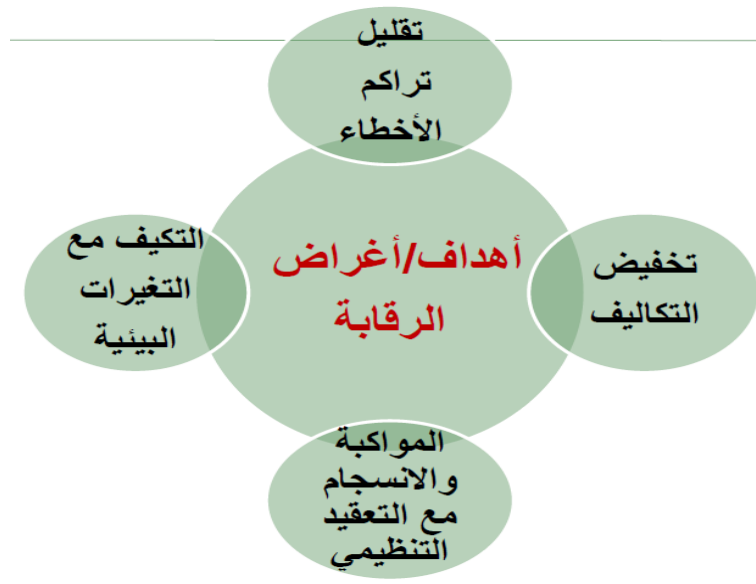 تقليل
تراكم
الأخطاء
أهداف/أغراض
الرقابة
تخفيض
التكاليف
المواكبة
والانسجام
مع التعقيد
التنظيمي
التكيف مع
التغيرات
البيئية